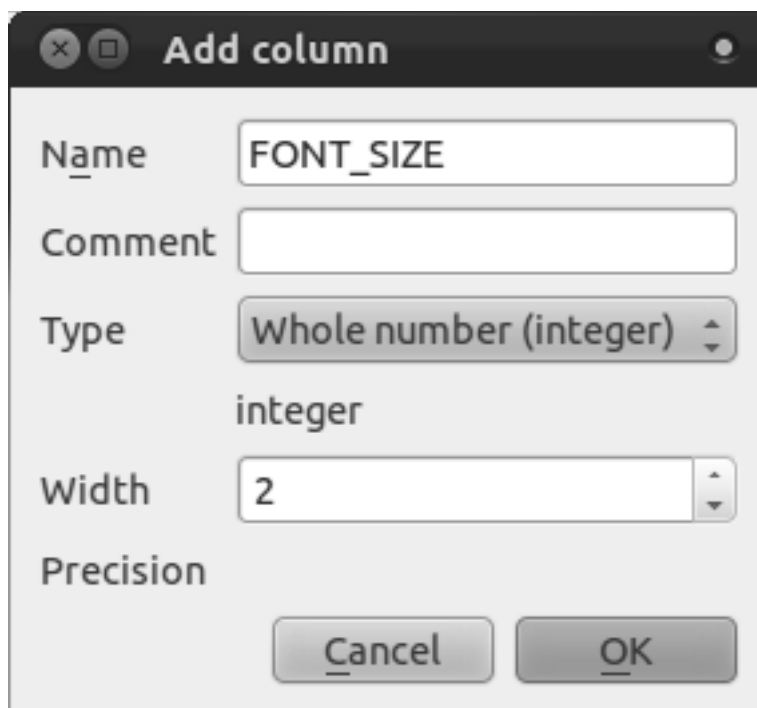 Add column
Name FONT_SIZE
Comment
Type Whole number (integer)
integer
Width 2
Precision
Cancel OK